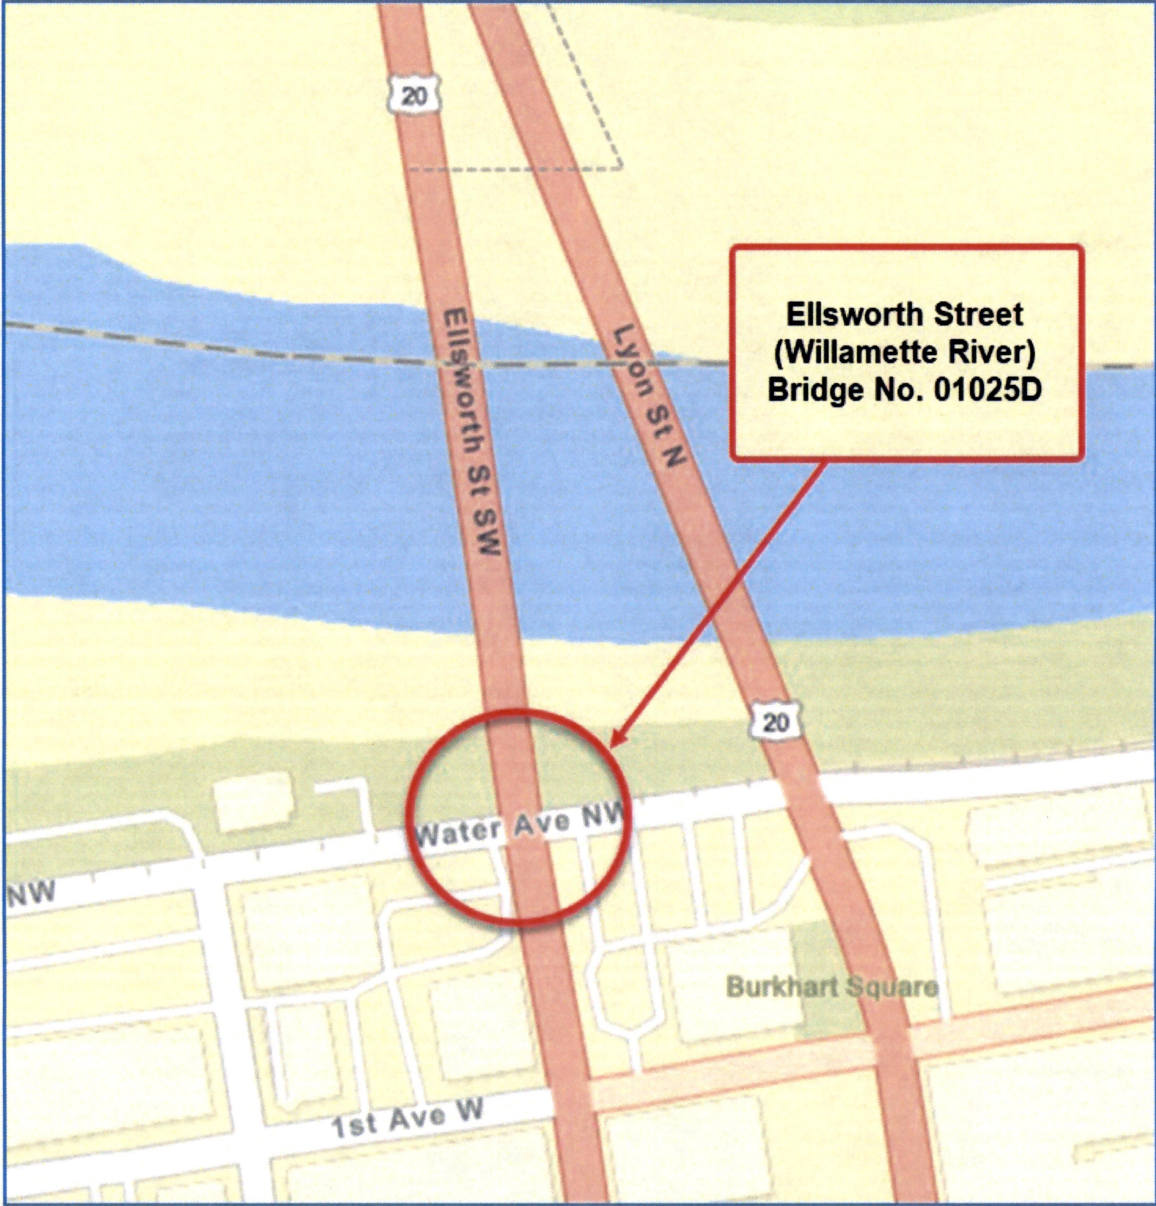 20
Ellsworth St SW
Lyon St N
Ellsworth Street
(Willamette River)
Bridge No. 01025D
20
Water Ave NW
NW
Burkhart Square
1st Ave W